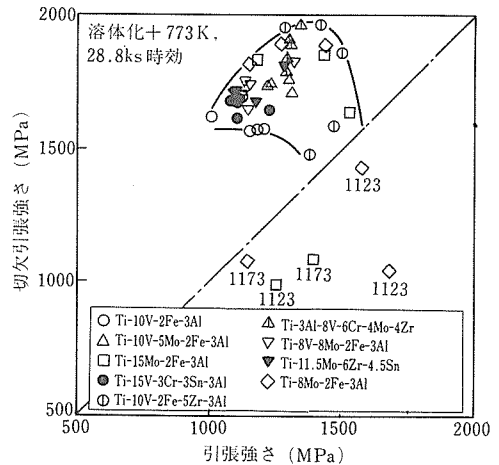 2000
溶体化＋773K,
28.8ks時効
1500
1123
1000
1173
1173
1123
1123
切欠引張強さ (MPa)
○ Ti-10V-2Fe-3Al
△ Ti-10V-5Mo-2Fe-3Al
□ Ti-15Mo-2Fe-3Al
● Ti-15V-3Cr-3Sn-3Al
⦶ Ti-10V-2Fe-5Zr-3Al
◬ Ti-3Al-8V-6Cr-4Mo-4Zr
▽ Ti-8V-8Mo-2Fe-3Al
▼ Ti-11.5Mo-6Zr-4.5Sn
◇ Ti-8Mo-2Fe-3Al
500
500
1000
1500
2000
引張強さ (MPa)